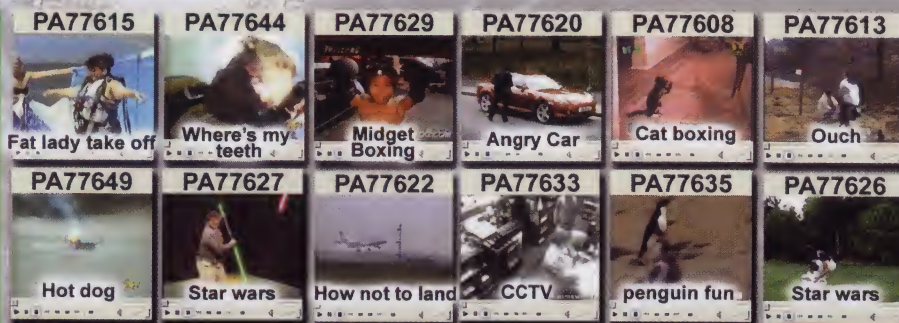 PA77615
PA77644
PA77629
PA77620
PA77608
PA77613
Fat lady take off
Where's my
teeth
Midget
Boxing
Angry Car
Cat boxing
Ouch
PA77649
PA77627
PA77622
PA77633
PA77635
PA77626
Hot dog
Star wars
How not to land
CCTV
penguin fun
Star wars